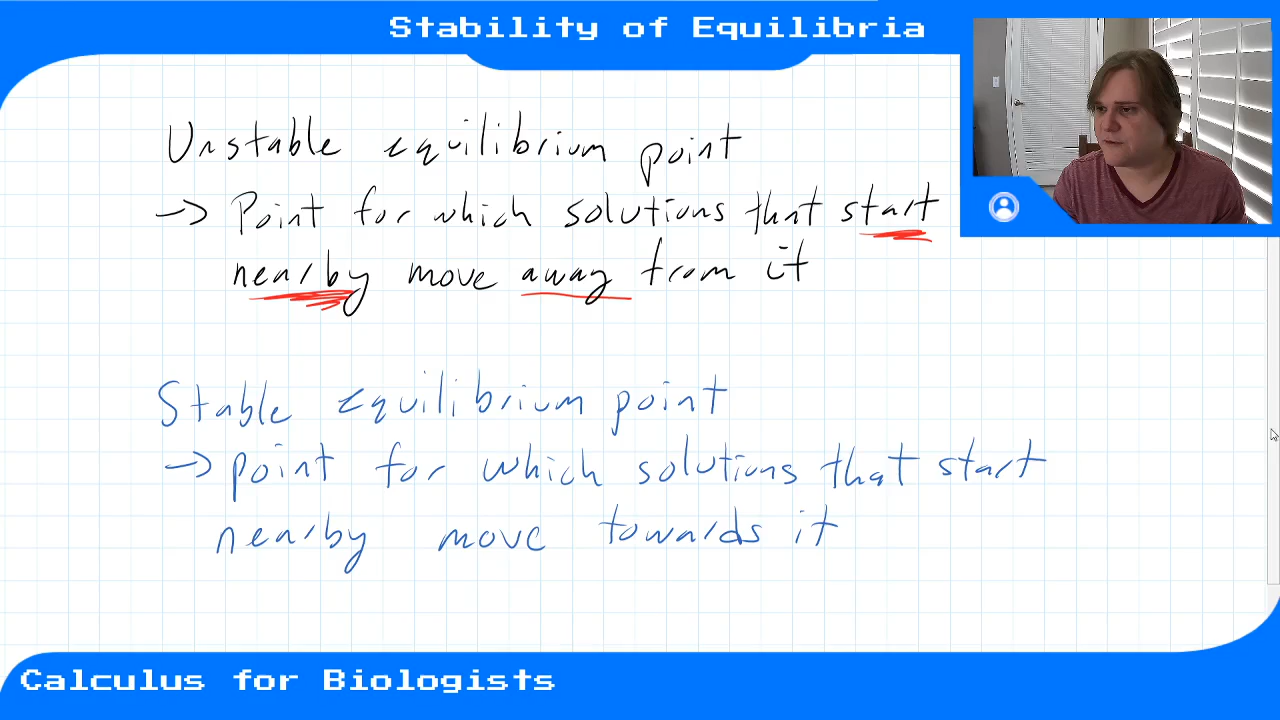 Stability of Equilibria
Unstable equilibrium point
-> Point for which solutions that start
nearby move away from it
Stable equilibrium point
-> point for which solutions that start
nearby move towards it
Calculus for Biologists